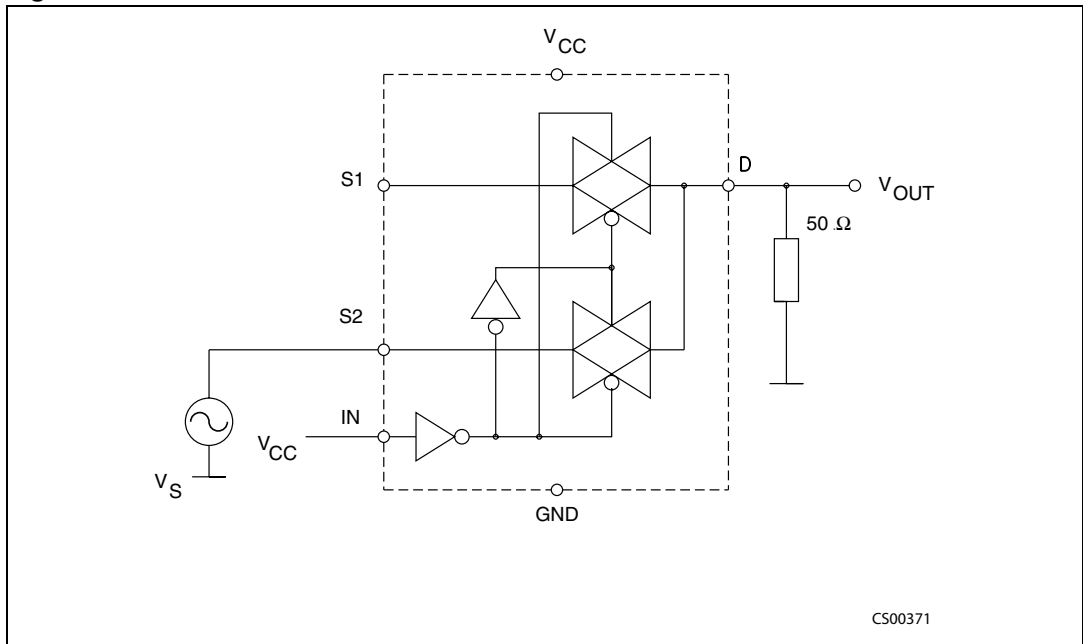 VCC
S1
D
VOUT
50 Ω
S2
IN
VCC
VS
GND
CS00371